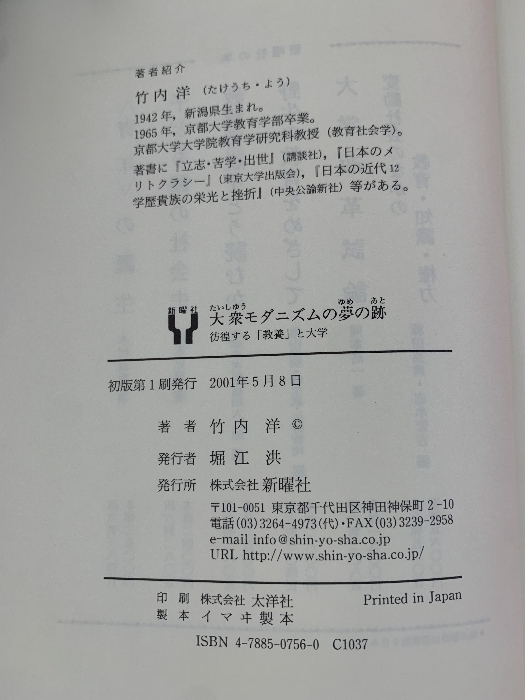 著者紹介
竹内 洋 (たけうち・よう)
1942年，新潟県生まれ。
1965年，京都大学教育学部卒業。
京都大学大学院教育学研究科教授（教育社会学）。
著書に『立志・苦学・出世』（講談社），『日本のメ
リトクラシー』（東京大学出版会），『日本の近代12
学歴貴族の栄光と挫折』（中央公論新社）等がある。
新曜社
たいしゅう ゆめ あと
大衆モダニズムの夢の跡
彷徨する「教養」と大学
初版第1刷発行 2001年5月8日
著者 竹内 洋 ©
発行者 堀江 洪
発行所 株式会社 新曜社
〒101-0051 東京都千代田区神田神保町2-10
電話(03)3264-4973(代)・FAX(03)3239-2958
e-mail info@shin-yo-sha.co.jp
URL http://www.shin-yo-sha.co.jp/
印刷 株式会社 太洋社 Printed in Japan
製本 イマヰ製本
ISBN 4-7885-0756-0 C1037